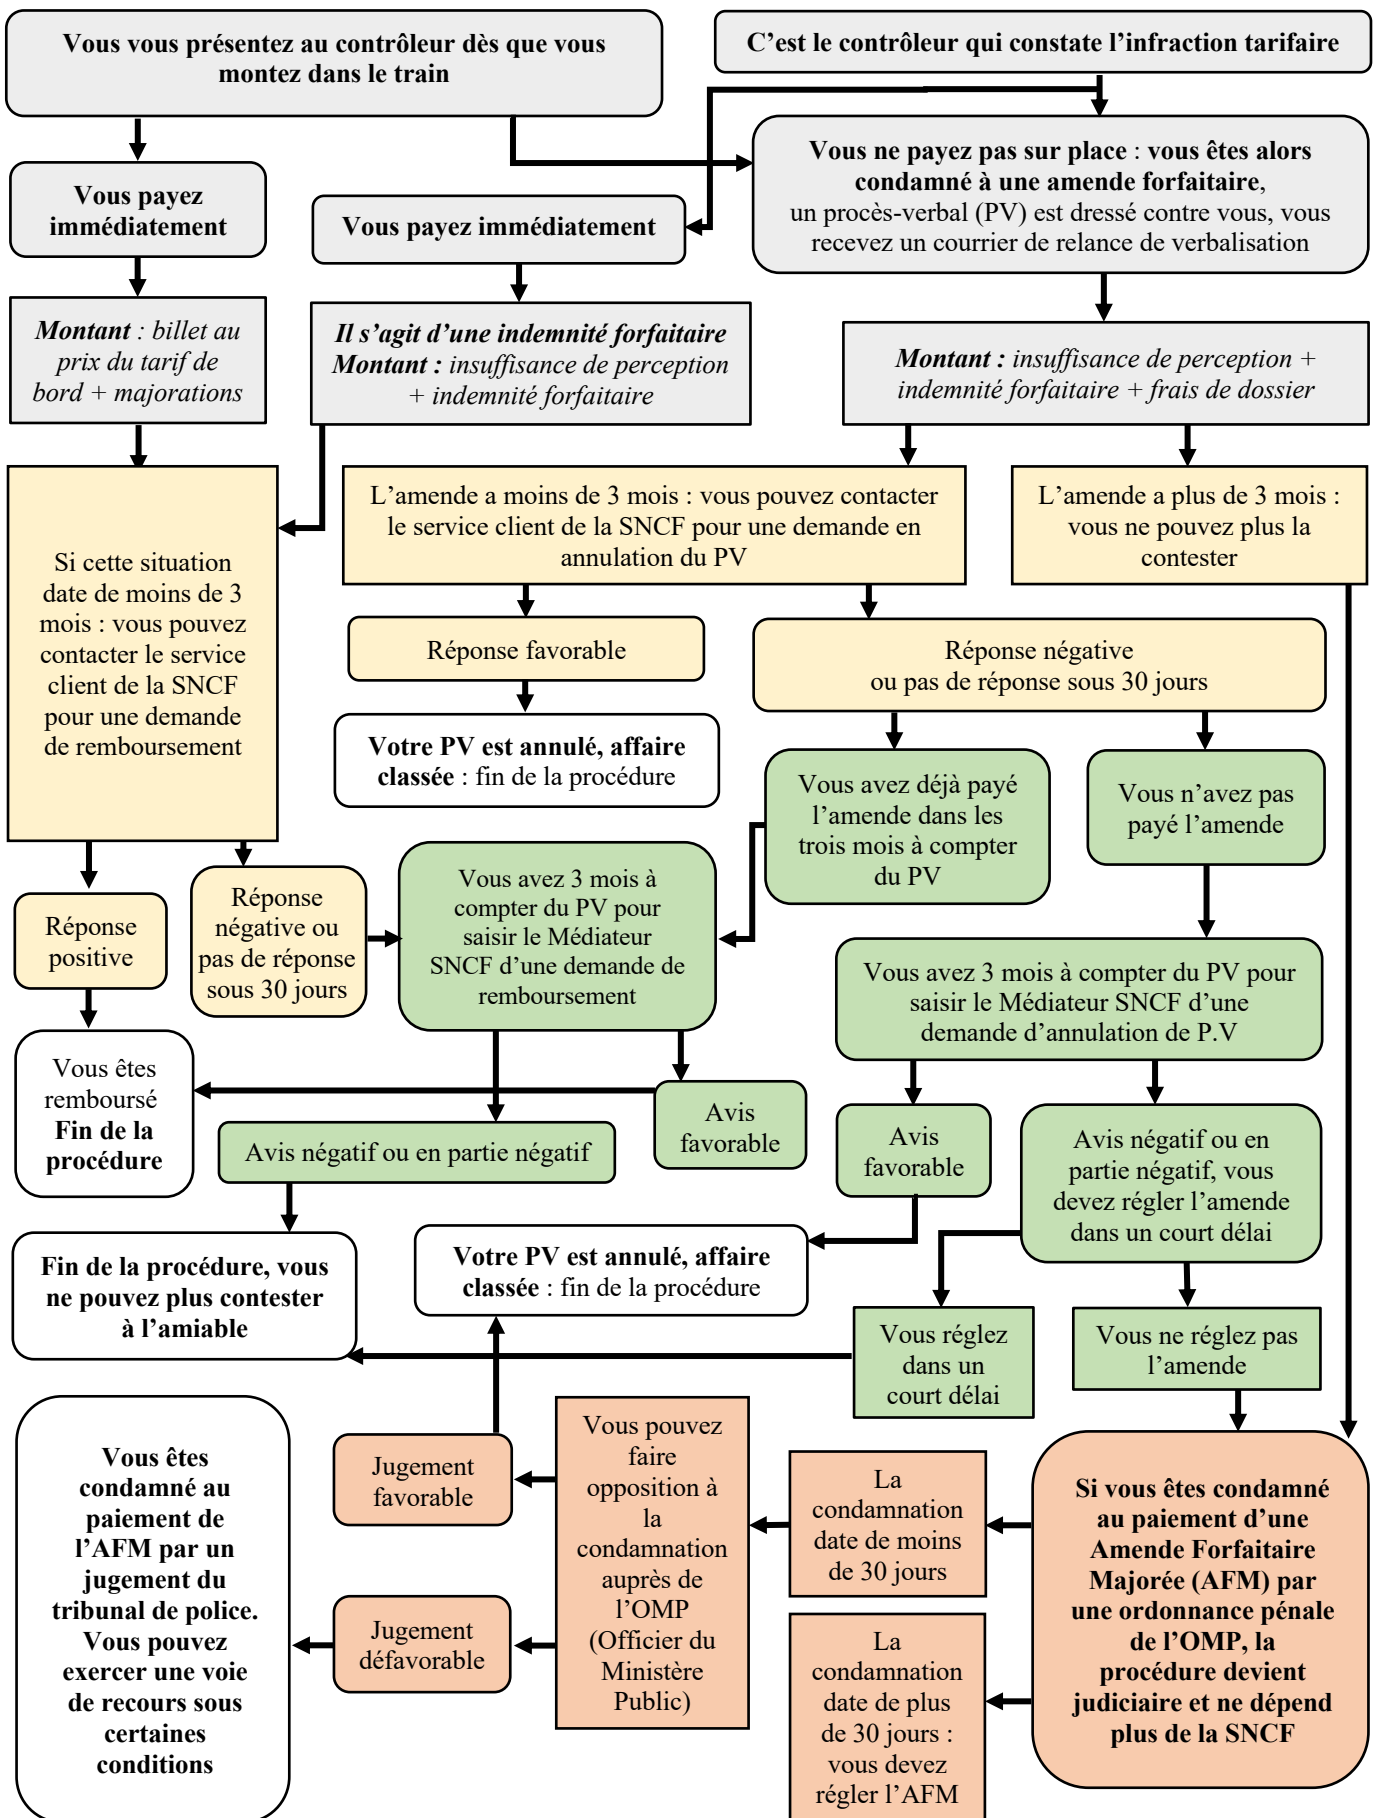 Vous vous présentez au contrôleur dès que vous
montez dans le train
C’est le contrôleur qui constate l’infraction tarifaire
Vous payez
immédiatement
Vous payez immédiatement
Vous ne payez pas sur place : vous êtes alors
condamné à une amende forfaitaire,
un procès-verbal (PV) est dressé contre vous, vous
recevez un courrier de relance de verbalisation
Montant : billet au
prix du tarif de
bord + majorations
Il s’agit d’une indemnité forfaitaire
Montant : insuffisance de perception
+ indemnité forfaitaire
Montant : insuffisance de perception +
indemnité forfaitaire + frais de dossier
Si cette situation
date de moins de 3
mois : vous pouvez
contacter le service
client de la SNCF
pour une demande
de remboursement
L’amende a moins de 3 mois : vous pouvez contacter
le service client de la SNCF pour une demande en
annulation du PV
L’amende a plus de 3 mois :
vous ne pouvez plus la
contester
Réponse favorable
Réponse négative
ou pas de réponse sous 30 jours
Votre PV est annulé, affaire
classée : fin de la procédure
Vous avez déjà payé
l’amende dans les
trois mois à compter
du PV
Vous n’avez pas
payé l’amende
Réponse
positive
Réponse
négative ou
pas de réponse
sous 30 jours
Vous avez 3 mois à
compter du PV pour
saisir le Médiateur
SNCF d’une demande de
remboursement
Vous avez 3 mois à compter du PV pour
saisir le Médiateur SNCF d’une
demande d’annulation de P.V
Vous êtes
remboursé
Fin de la
procédure
Avis négatif ou en partie négatif
Avis
favorable
Avis
favorable
Avis négatif ou en
partie négatif, vous
devez régler l’amende
dans un court délai
Fin de la procédure, vous
ne pouvez plus contester
à l’amiable
Votre PV est annulé, affaire
classée : fin de la procédure
Vous réglez
dans un
court délai
Vous ne réglez pas
l’amende
Vous êtes
condamné au
paiement de
l’AFM par un
jugement du
tribunal de police.
Vous pouvez
exercer une voie
de recours sous
certaines
conditions
Jugement
favorable
Jugement
défavorable
Vous pouvez
faire
opposition à
la
condamnation
auprès de
l’OMP
(Officier du
Ministère
Public)
La
condamnation
date de moins
de 30 jours
La
condamnation
date de plus
de 30 jours :
vous devez
régler l’AFM
Si vous êtes condamné
au paiement d’une
Amende Forfaitaire
Majorée (AFM) par
une ordonnance pénale
de l’OMP, la
procédure devient
judiciaire et ne dépend
plus de la SNCF